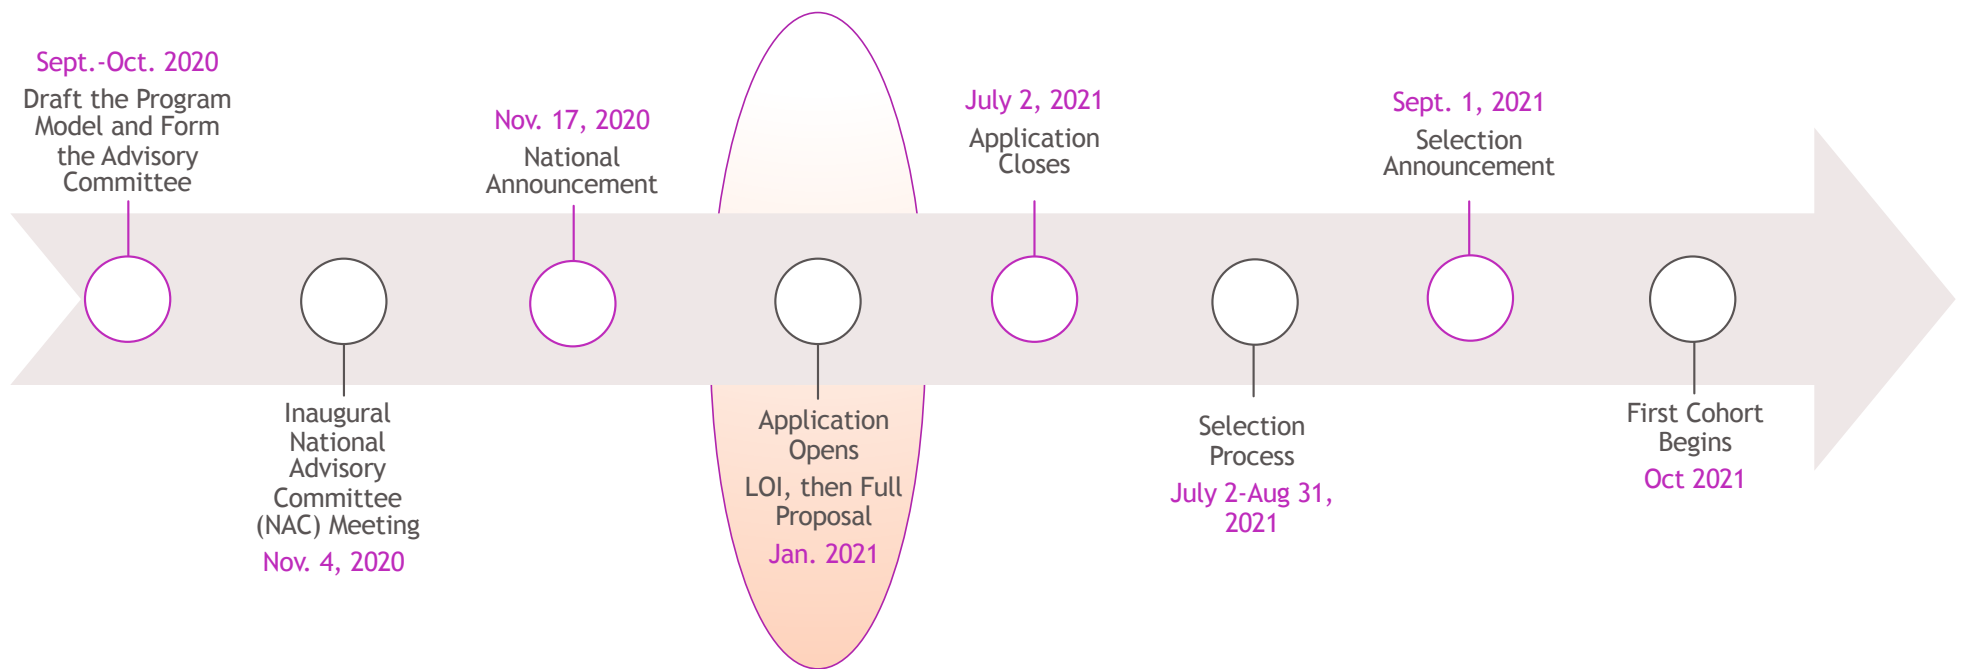 Sept.-Oct. 2020
Draft the Program
Model and Form
the Advisory
Committee
Inaugural
National
Advisory
Committee
(NAC) Meeting
Nov. 4, 2020
Nov. 17, 2020
National
Announcement
Application
Opens
LOI, then Full
Proposal
Jan. 2021
July 2, 2021
Application
Closes
Selection
Process
July 2-Aug 31,
2021
Sept. 1, 2021
Selection
Announcement
First Cohort
Begins
Oct 2021